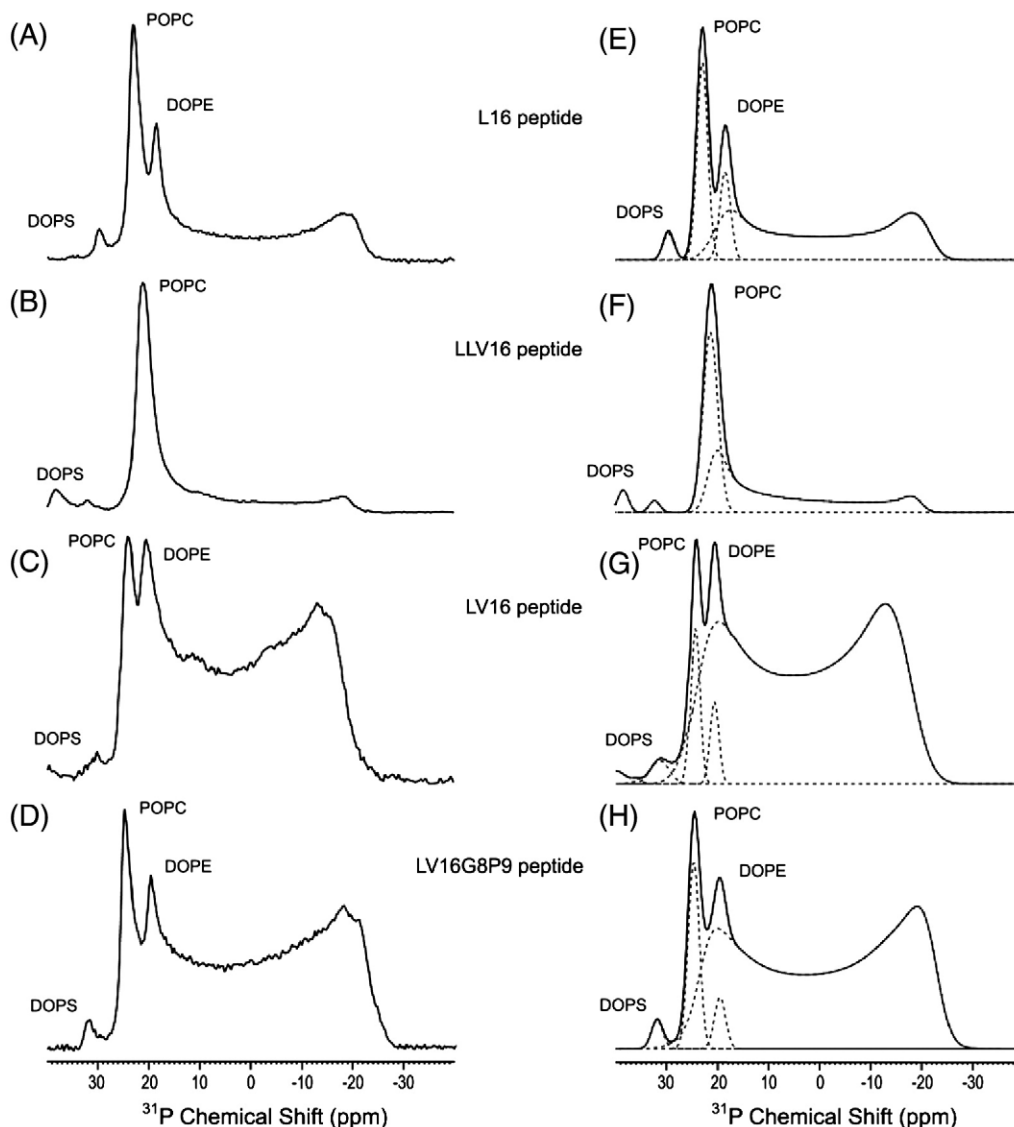 (A)
POPC
DOPE
DOPS
L16 peptide
(E)
POPC
DOPE
DOPS
(B)
POPC
DOPS
LLV16 peptide
(F)
POPC
DOPS
(C)
POPC
DOPE
DOPS
LV16 peptide
(G)
POPC
DOPE
DOPS
(D)
POPC
DOPE
DOPS
LV16G8P9 peptide
(H)
POPC
DOPE
DOPS
30 20 10 0 -10 -20 -30
³¹P Chemical Shift (ppm)
30 20 10 0 -10 -20 -30
³¹P Chemical Shift (ppm)